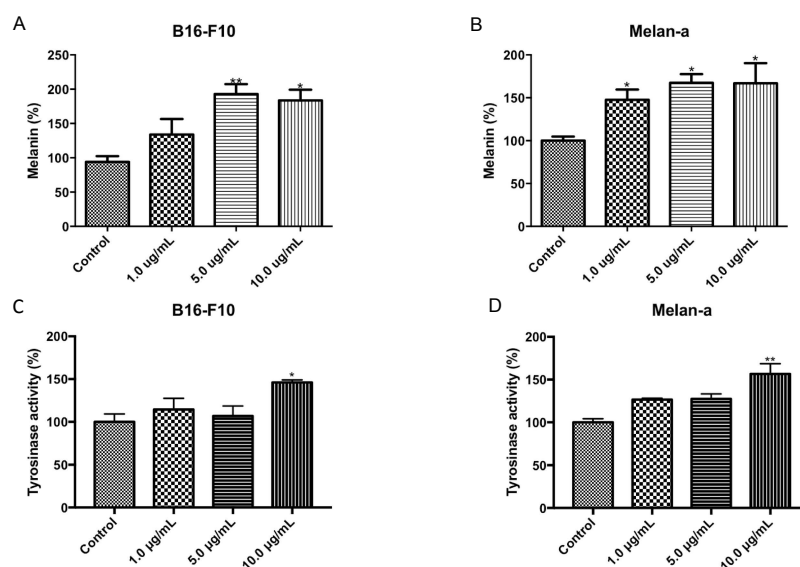 A
B16-F10
Melanin (%)
250
200
150
100
50
0
**
*
Control
1.0 ug/mL
5.0 ug/mL
10.0 ug/mL
B
Melan-a
Melanin (%)
200
150
100
50
0
*
*
*
Control
1.0 ug/mL
5.0 ug/mL
10.0 ug/mL
C
B16-F10
Tyrosinase activity (%)
200
150
100
50
0
*
Control
1.0 µg/mL
5.0 µg/mL
10.0 µg/mL
D
Melan-a
Tyrosinase activity (%)
200
150
100
50
0
**
Control
1.0 µg/mL
5.0 µg/mL
10.0 µg/mL